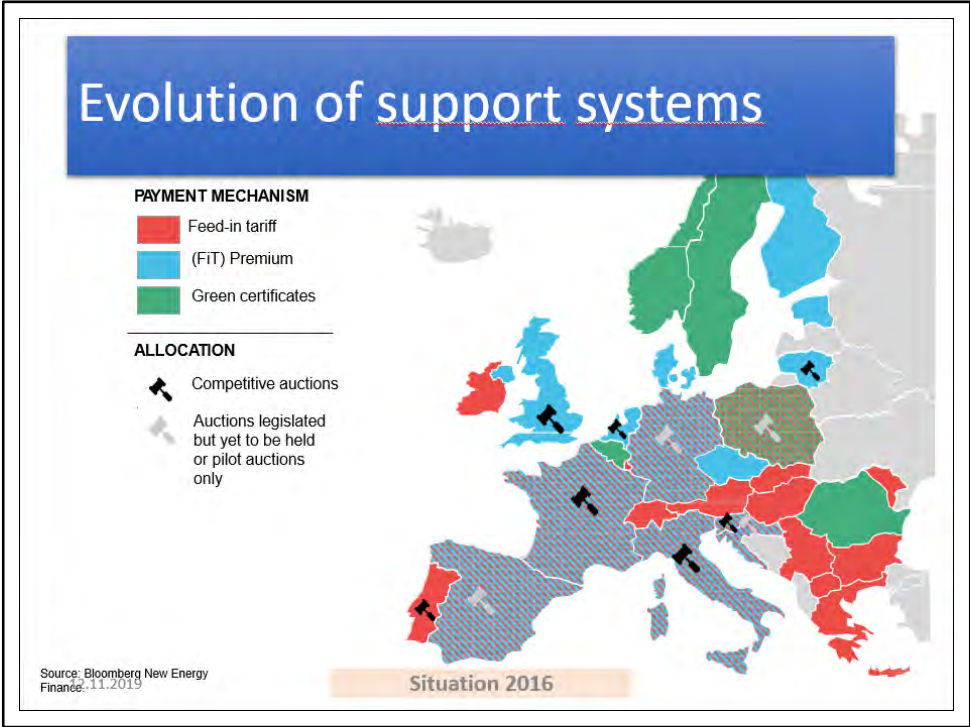 Evolution of support systems
PAYMENT MECHANISM
Feed-in tariff
(FiT) Premium
Green certificates
ALLOCATION
Competitive auctions
Auctions legislated
but yet to be held
or pilot auctions
only
Source: Bloomberg New Energy
Finance.
12.11.2019
Situation 2016